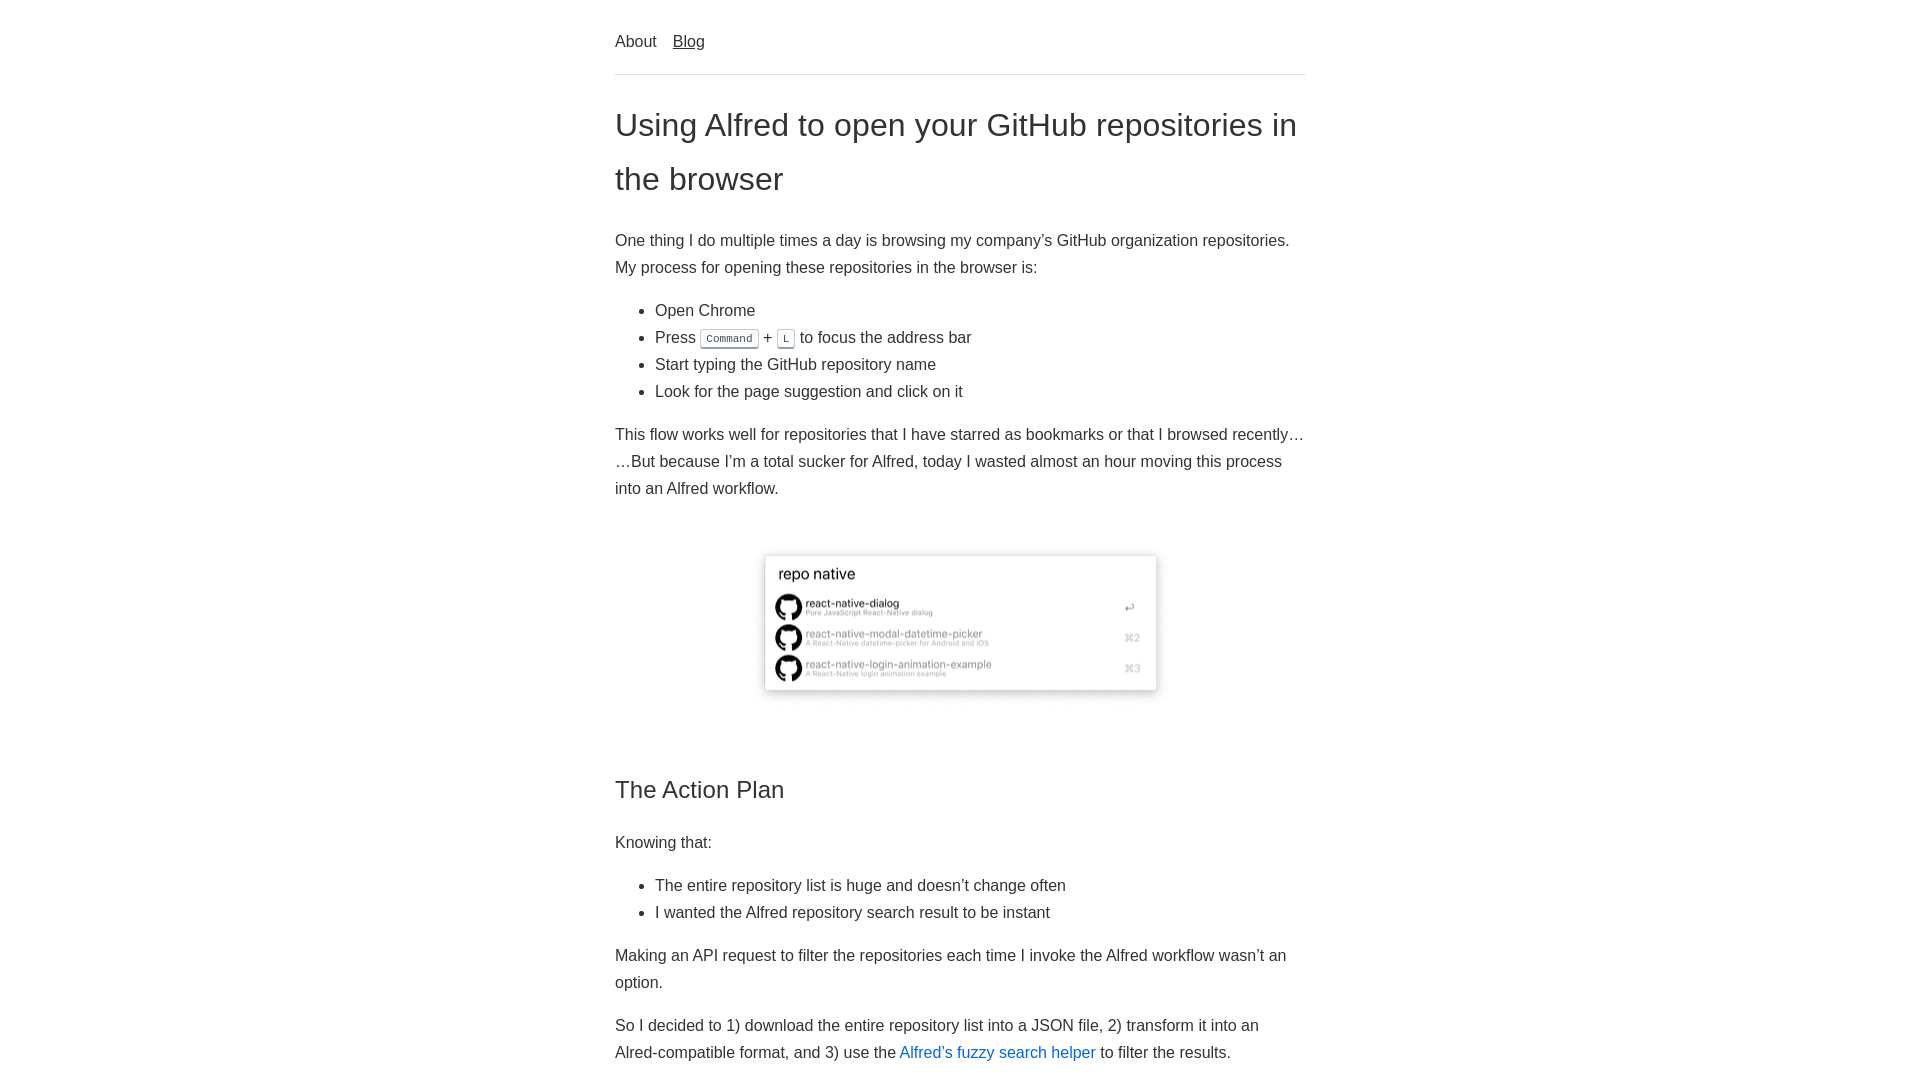 About Blog
Using Alfred to open your GitHub repositories in
the browser
One thing I do multiple times a day is browsing my company’s GitHub organization repositories.
My process for opening these repositories in the browser is:
Open Chrome
Press Command + L to focus the address bar
Start typing the GitHub repository name
Look for the page suggestion and click on it
This flow works well for repositories that I have starred as bookmarks or that I browsed recently…
…But because I’m a total sucker for Alfred, today I wasted almost an hour moving this process
into an Alfred workflow.
repo native
react-native-dialog
Pure JavaScript React-Native dialog
react-native-modal-datetime-picker ⌘2
A React-Native datetime-picker for Android and iOS
react-native-login-animation-example ⌘3
A React-Native login animation example
The Action Plan
Knowing that:
The entire repository list is huge and doesn’t change often
I wanted the Alfred repository search result to be instant
Making an API request to filter the repositories each time I invoke the Alfred workflow wasn’t an
option.
So I decided to 1) download the entire repository list into a JSON file, 2) transform it into an
Alred-compatible format, and 3) use the Alfred’s fuzzy search helper to filter the results.